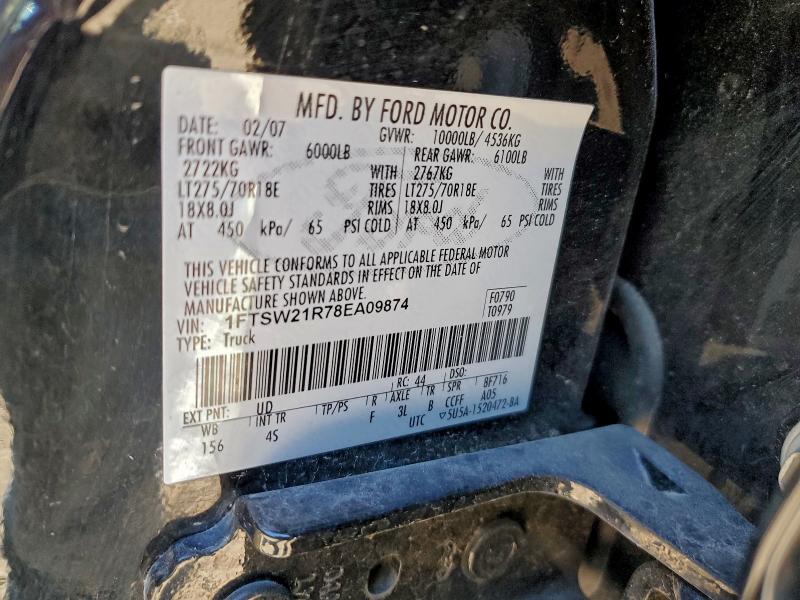 MFD. BY FORD MOTOR CO.
DATE: 02/07 GVWR: 10000LB/ 4536KG
FRONT GAWR: 6000LB REAR GAWR: 6100LB
2722KG WITH 2767KG WITH
LT275/70R18E TIRES LT275/70R18E TIRES
18X8.0J RIMS 18X8.0J RIMS
AT 450 kPa/ 65 PSI COLD AT 450 kPa/ 65 PSI COLD
THIS VEHICLE CONFORMS TO ALL APPLICABLE FEDERAL MOTOR
VEHICLE SAFETY STANDARDS IN EFFECT ON THE DATE OF
MANUFACTURE SHOWN ABOVE.
VIN: 1FTSW21R78EA09874 F0790
TYPE: Truck T0979
RC: 44 DSO:
EXT PNT: UD BF716
WB INT TR TP/PS R AXLE TR SPR A05
156 4S F 3L B CCFF
UTC ▽5U5A-1520472-BA